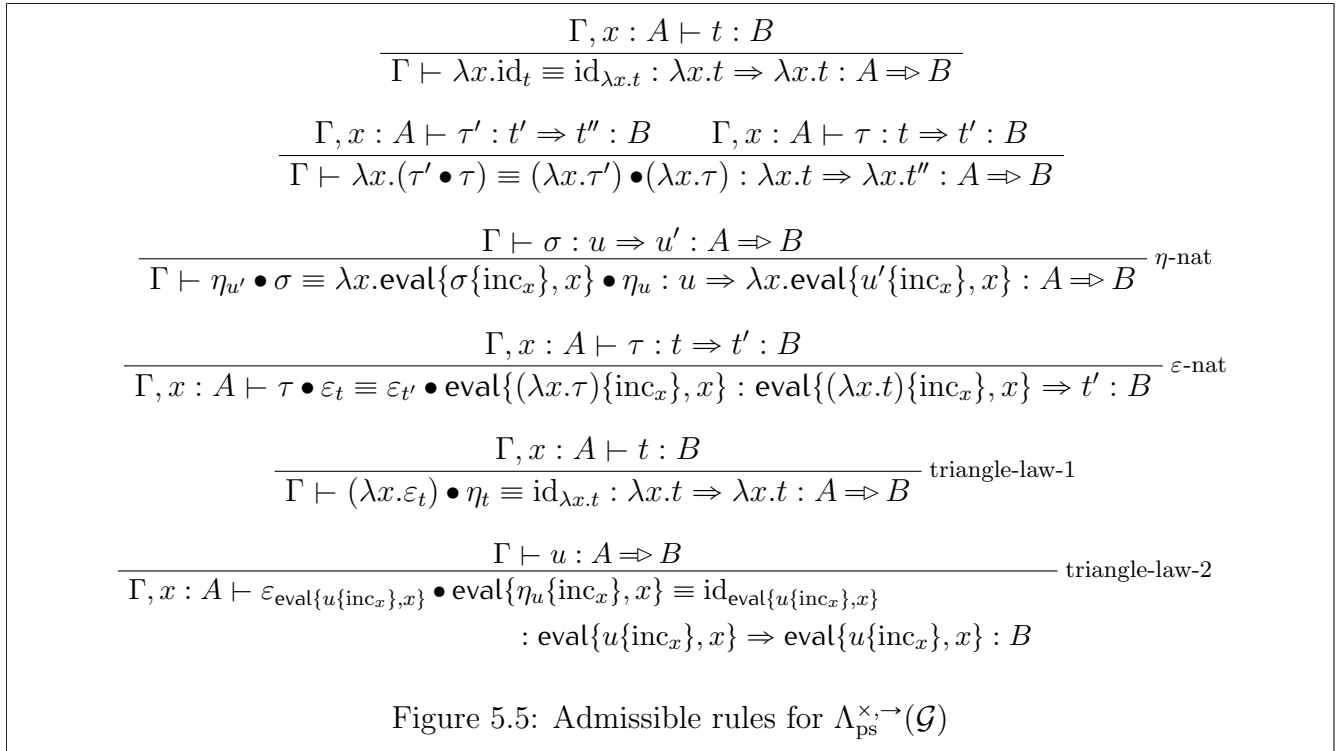 Γ, x : A ⊢ t : B
Γ ⊢ λx.id_t ≡ id_{λx.t} : λx.t ⇒ λx.t : A =▷ B
Γ, x : A ⊢ τ′ : t′ ⇒ t″ : B    Γ, x : A ⊢ τ : t ⇒ t′ : B
Γ ⊢ λx.(τ′ • τ) ≡ (λx.τ′) • (λx.τ) : λx.t ⇒ λx.t″ : A =▷ B
Γ ⊢ σ : u ⇒ u′ : A =▷ B
η-nat
Γ ⊢ η_{u′} • σ ≡ λx.eval{σ{inc_x}, x} • η_u : u ⇒ λx.eval{u′{inc_x}, x} : A =▷ B
Γ, x : A ⊢ τ : t ⇒ t′ : B
ε-nat
Γ, x : A ⊢ τ • ε_t ≡ ε_{t′} • eval{(λx.τ){inc_x}, x} : eval{(λx.t){inc_x}, x} ⇒ t′ : B
Γ, x : A ⊢ t : B
triangle-law-1
Γ ⊢ (λx.ε_t) • η_t ≡ id_{λx.t} : λx.t ⇒ λx.t : A =▷ B
Γ ⊢ u : A =▷ B
triangle-law-2
Γ, x : A ⊢ ε_{eval{u{inc_x},x}} • eval{η_u{inc_x}, x} ≡ id_{eval{u{inc_x},x}}
: eval{u{inc_x}, x} ⇒ eval{u{inc_x}, x} : B
Figure 5.5: Admissible rules for Λ_{ps}^{×,→}(𝒢)